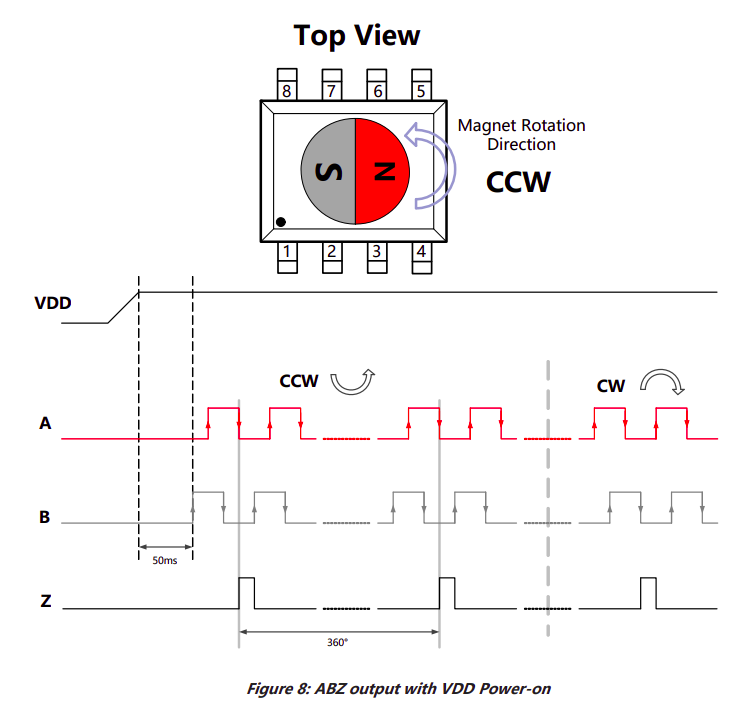 Top View
8 7 6 5
Magnet Rotation
Direction
CCW
S N
1 2 3 4
VDD
CCW
CW
A
B
50ms
Z
360°
Figure 8: ABZ output with VDD Power-on